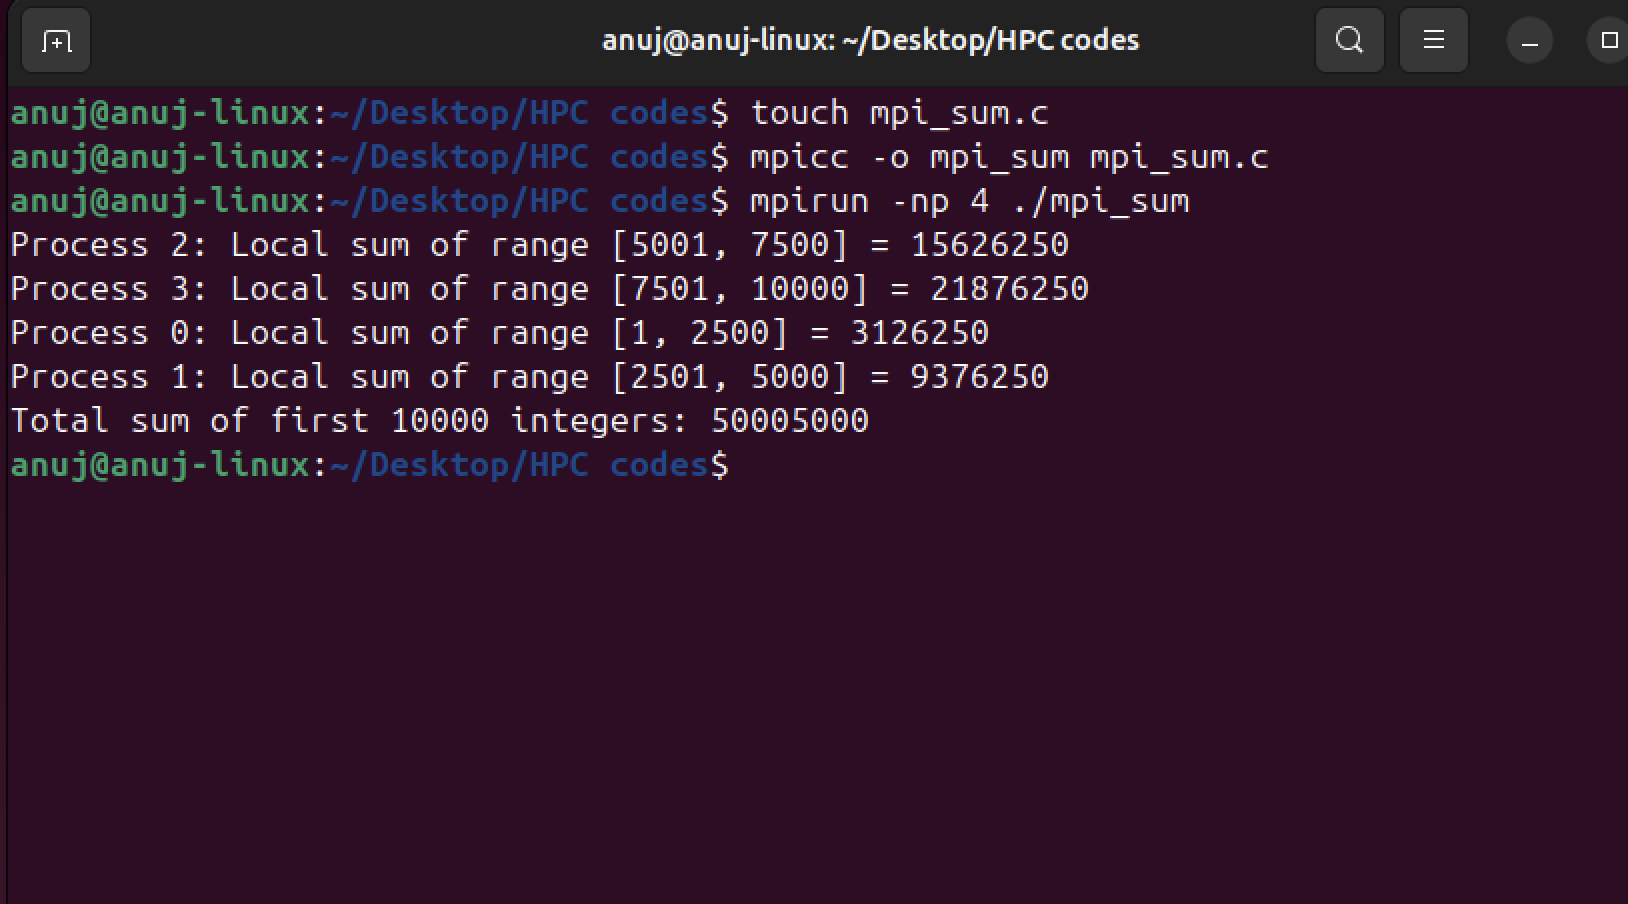 anuj@anuj-linux: ~/Desktop/HPC codes
anuj@anuj-linux:~/Desktop/HPC codes$ touch mpi_sum.c
anuj@anuj-linux:~/Desktop/HPC codes$ mpicc -o mpi_sum mpi_sum.c
anuj@anuj-linux:~/Desktop/HPC codes$ mpirun -np 4 ./mpi_sum
Process 2: Local sum of range [5001, 7500] = 15626250
Process 3: Local sum of range [7501, 10000] = 21876250
Process 0: Local sum of range [1, 2500] = 3126250
Process 1: Local sum of range [2501, 5000] = 9376250
Total sum of first 10000 integers: 50005000
anuj@anuj-linux:~/Desktop/HPC codes$